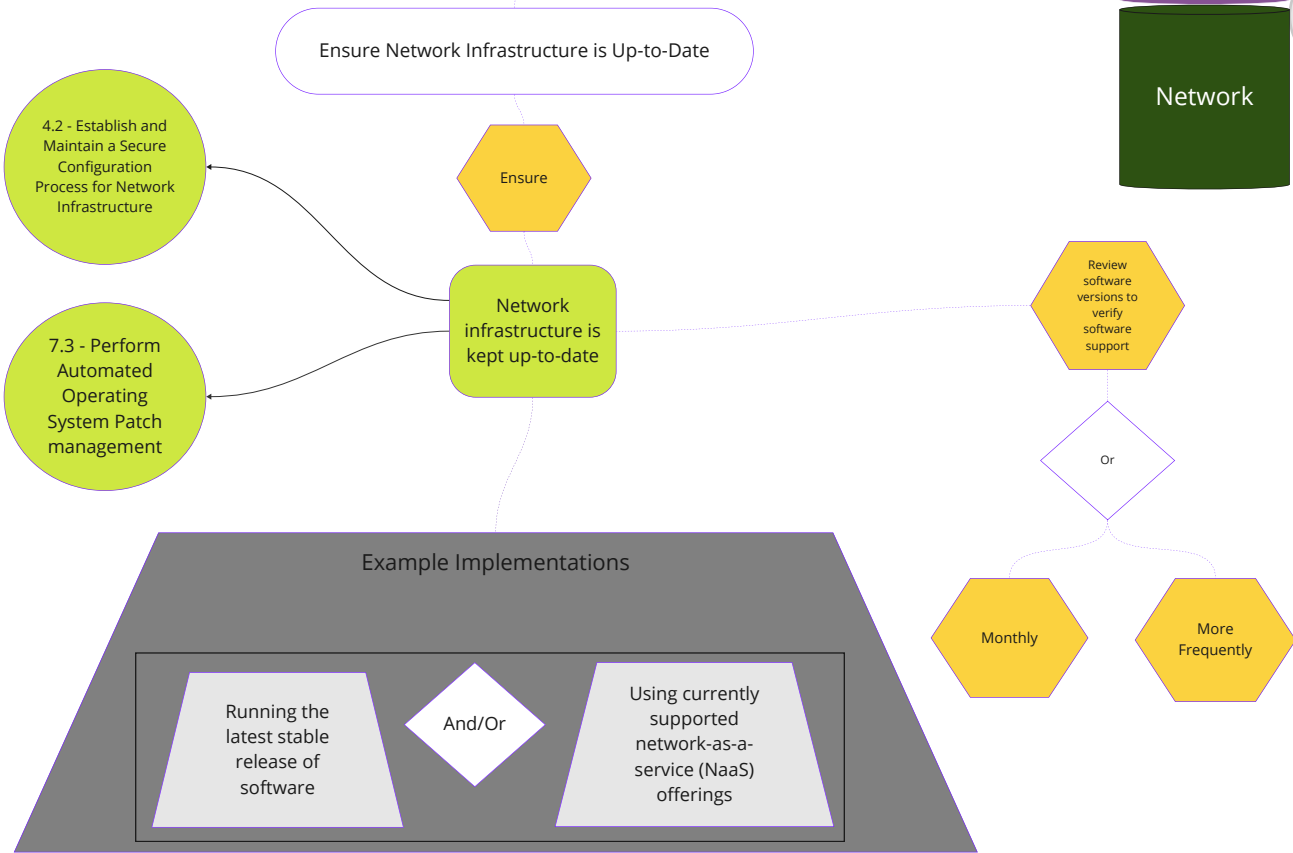 Ensure Network Infrastructure is Up-to-Date
Network
4.2 - Establish and
Maintain a Secure
Configuration
Process for Network
Infrastructure
Ensure
Network
infrastructure is
kept up-to-date
Review
software
versions to
verify
software
support
7.3 - Perform
Automated
Operating
System Patch
management
Or
Monthly
More
Frequently
Example Implementations
Running the
latest stable
release of
software
And/Or
Using currently
supported
network-as-a-
service (NaaS)
offerings